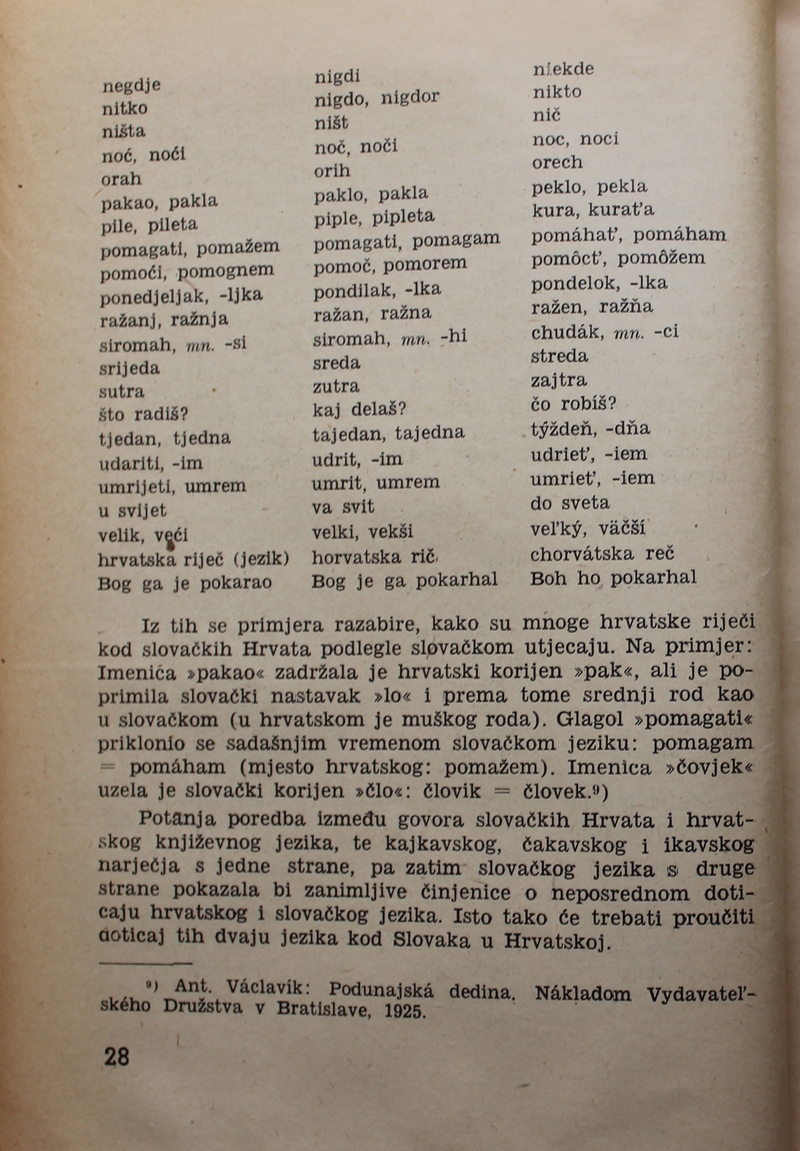 negdje nigdi niekde
nitko nigdo, nigdor nikto
ništa ništ nič
noć, noći noč, noči noc, noci
orah orih orech
pakao, pakla paklo, pakla peklo, pekla
pile, pileta piple, pipleta kura, kurat’a
pomagati, pomažem pomagati, pomagam pomáhat’, pomáham
pomoći, pomognem pomoč, pomorem pomôct’, pomôžem
ponedjeljak, -ljka pondilak, -lka pondelok, -lka
ražanj, ražnja ražan, ražna ražen, ražňa
siromah, mn. -si siromah, mn. -hi chudák, mn. -ci
srijeda sreda streda
sutra zutra zajtra
što radiš? kaj delaš? čo robíš?
tjedan, tjedna tajedan, tajedna týždeň, -dňa
udariti, -im udrit, -im udriet’, -iem
umrijeti, umrem umrit, umrem umriet’, -iem
u svijet va svit do sveta
velik, veći velki, vekši vel’ký, väčší
hrvatska riječ (jezik) horvatska rič chorvátska reč
Bog ga je pokarao Bog je ga pokarhal Boh ho pokarhal
Iz tih se primjera razabire, kako su mnoge hrvatske riječi
kod slovačkih Hrvata podlegle slovačkom utjecaju. Na primjer:
Imenica »pakao« zadržala je hrvatski korijen »pak«, ali je po-
primila slovački nastavak »lo« i prema tome srednji rod kao
u slovačkom (u hrvatskom je muškog roda). Glagol »pomagati«
priklonio se sadašnjim vremenom slovačkom jeziku: pomagam
= pomáham (mjesto hrvatskog: pomažem). Imenica »čovjek«
uzela je slovački korijen »člo«: človik = človek.⁹)
Potanja poredba između govora slovačkih Hrvata i hrvat-
skog književnog jezika, te kajkavskog, čakavskog i ikavskog
narječja s jedne strane, pa zatim slovačkog jezika s druge
strane pokazala bi zanimljive činjenice o neposrednom doti-
caju hrvatskog i slovačkog jezika. Isto tako će trebati proučiti
doticaj tih dvaju jezika kod Slovaka u Hrvatskoj.
⁹) Ant. Václavík: Podunajská dedina. Nákladom Vydavatel’-
ského Družstva v Bratislave, 1925.
28